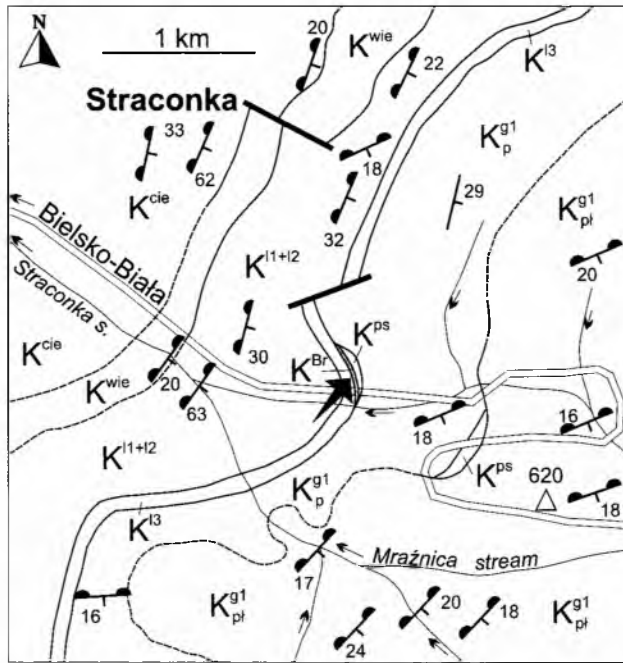 N
1 km
20
K^wie
22
K^l3
Straconka
K^g1_p
33
62
18
K^cie
32
29
K^g1_pł
Bielsko-Biała
K^l1+l2
20
Straconka s.
K^ps
K^cie
30
K^Br
K^wie
20
63
18
16
K^l1+l2
K^ps
620
K^g1_p
18
K^l3
Mraźnica stream
17
16
K^g1_pł
20
18
K^g1_pł
24